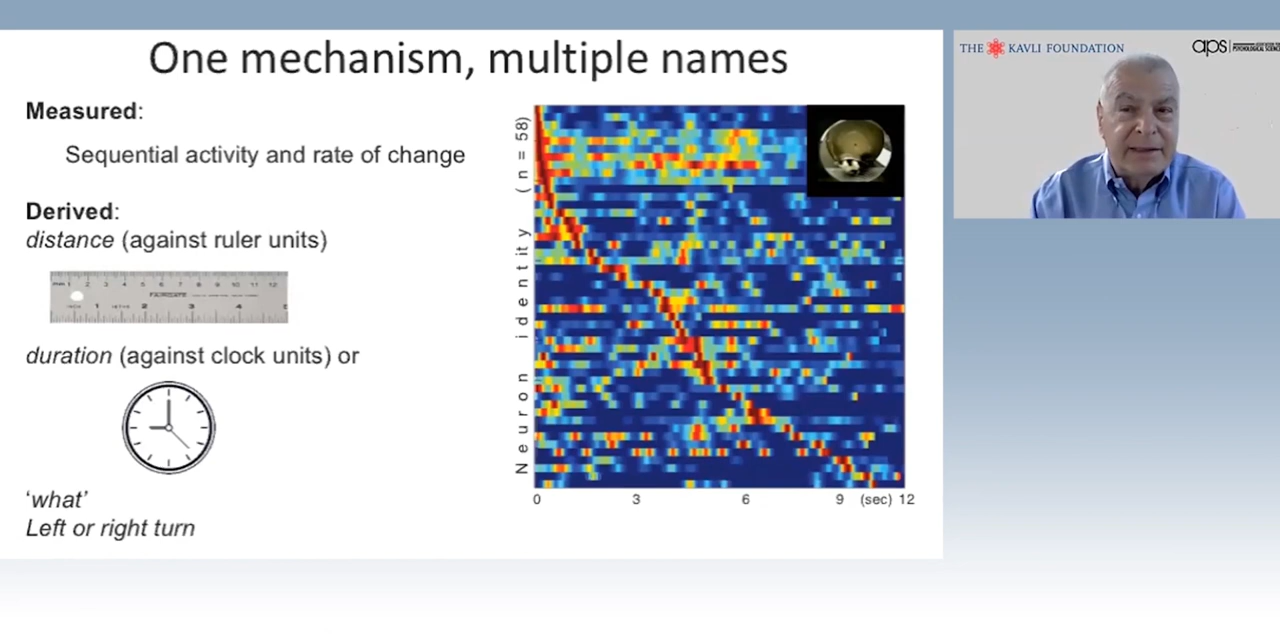 One mechanism, multiple names
THE KAVLI FOUNDATION
aps
Measured:
Sequential activity and rate of change
Derived:
distance (against ruler units)
duration (against clock units) or
'what'
Left or right turn
Neuron identity (n = 58)
0 3 6 9 (sec) 12